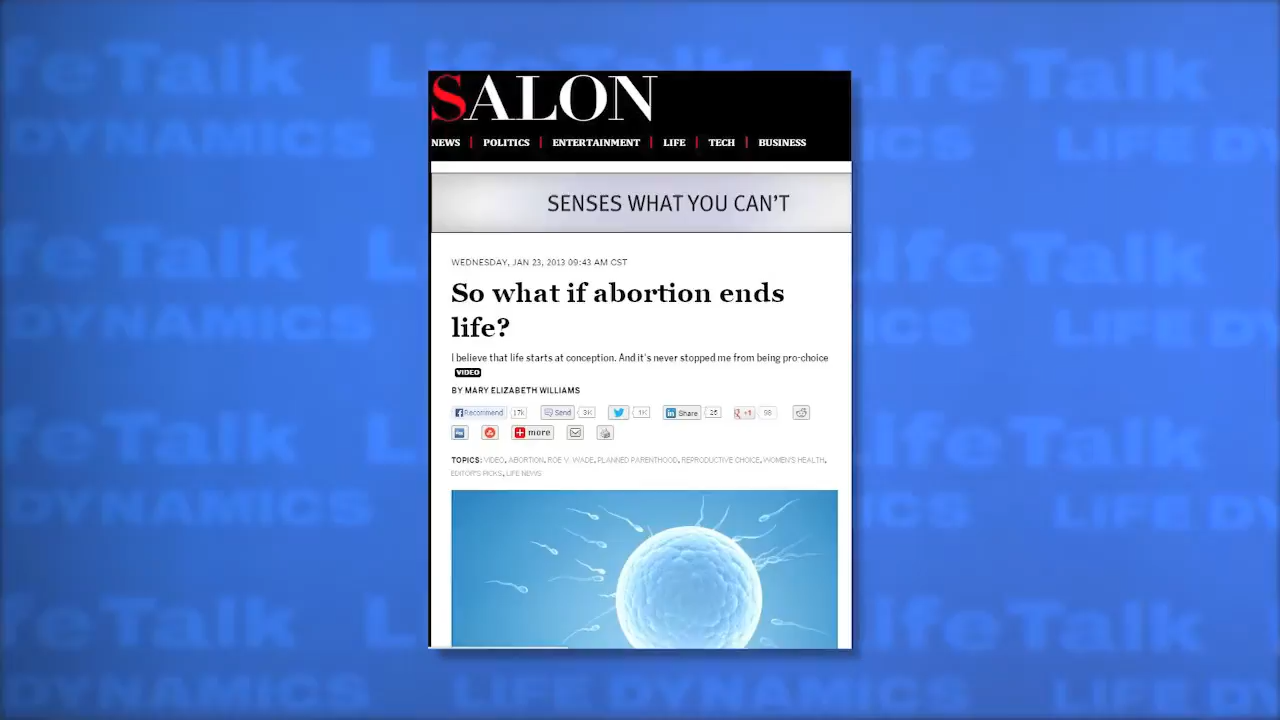 SALON
NEWS | POLITICS | ENTERTAINMENT | LIFE | TECH | BUSINESS
SENSES WHAT YOU CAN'T
WEDNESDAY, JAN 23, 2013 09:43 AM CST
So what if abortion ends
life?
I believe that life starts at conception. And it's never stopped me from being pro-choice
VIDEO
BY MARY ELIZABETH WILLIAMS
Recommend 17k Send 3K 1K Share 25 +1 98
more
TOPICS: VIDEO, ABORTION, ROE V. WADE, PLANNED PARENTHOOD, REPRODUCTIVE CHOICE, WOMEN'S HEALTH,
EDITOR'S PICKS, LIFE NEWS
LifeTalk
LIFE DYNAMICS